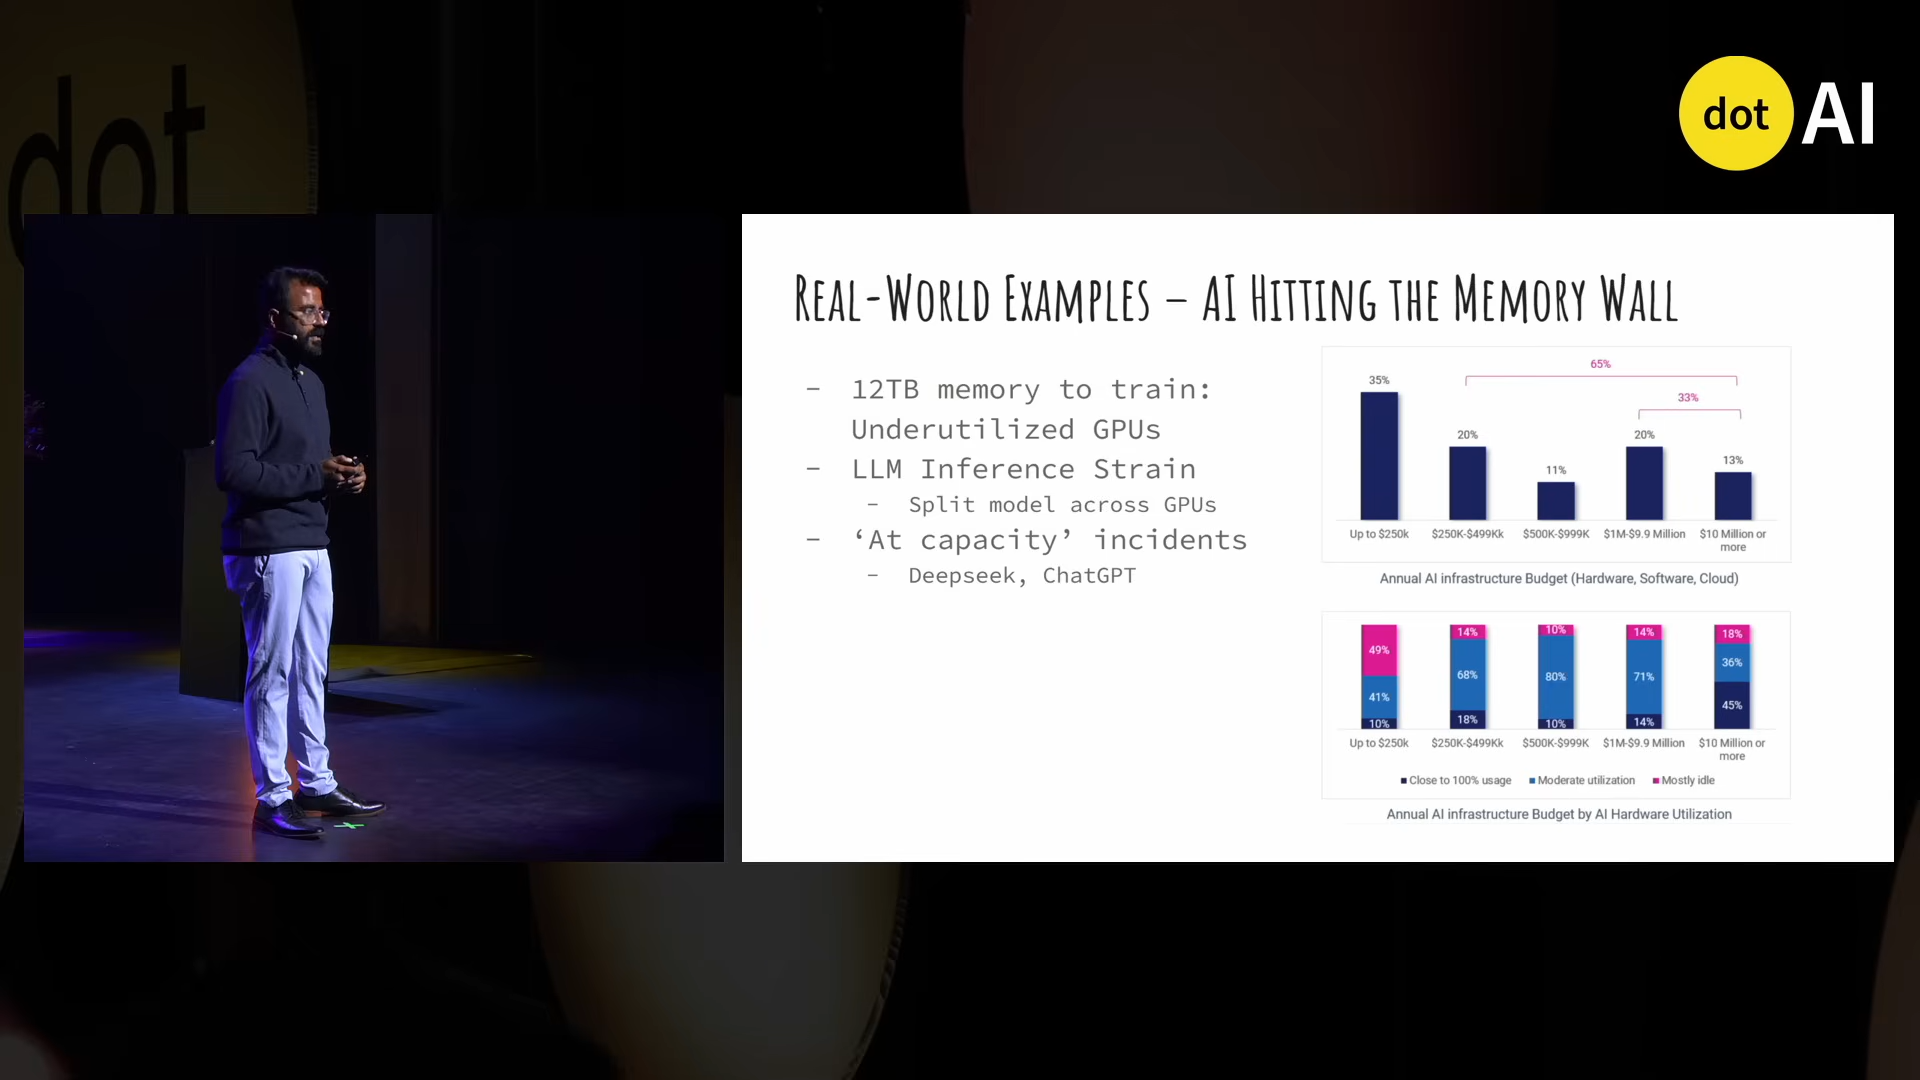 dot
dot AI
REAL-WORLD EXAMPLES – AI HITTING THE MEMORY WALL
- 12TB memory to train:
Underutilized GPUs
- LLM Inference Strain
- Split model across GPUs
- ‘At capacity’ incidents
- Deepseek, ChatGPT
65%
35%
33%
20%
20%
13%
11%
Up to $250k
$250K-$499Kk
$500K-$999K
$1M-$9.9 Million
$10 Million or
more
Annual AI infrastructure Budget (Hardware, Software, Cloud)
49%
14%
10%
14%
18%
41%
68%
80%
71%
36%
10%
18%
10%
14%
45%
Up to $250k
$250K-$499Kk
$500K-$999K
$1M-$9.9 Million
$10 Million or
more
Close to 100% usage
Moderate utilization
Mostly idle
Annual AI infrastructure Budget by AI Hardware Utilization